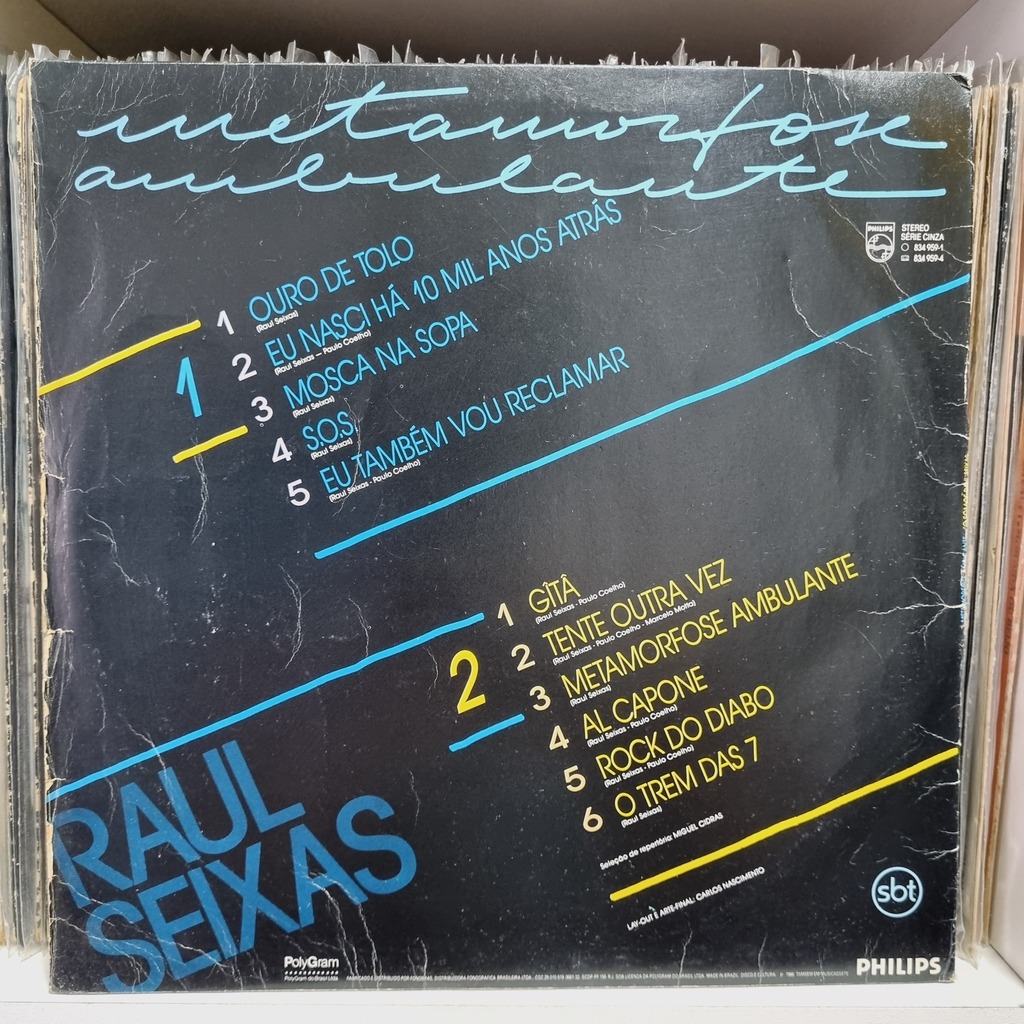 metamorfose
ambulante
PHILIPS
STEREO
SÉRIE CINZA
834 959-1
834 959-4
1
1 OURO DE TOLO
(Raul Seixas)
2 EU NASCI HÁ 10 MIL ANOS ATRÁS
(Raul Seixas — Paulo Coelho)
3 MOSCA NA SOPA
(Raul Seixas)
4 S.O.S.
(Raul Seixas)
5 EU TAMBÉM VOU RECLAMAR
(Raul Seixas - Paulo Coelho)
2
1 GÎTÂ
(Raul Seixas - Paulo Coelho)
2 TENTE OUTRA VEZ
(Raul Seixas - Paulo Coelho - Marcelo Motta)
3 METAMORFOSE AMBULANTE
(Raul Seixas)
4 AL CAPONE
(Raul Seixas - Paulo Coelho)
5 ROCK DO DIABO
(Raul Seixas - Paulo Coelho)
6 O TREM DAS 7
(Raul Seixas)
Seleção de repertório: MIGUEL CIDRAS
LAY-OUT E ARTE-FINAL: CARLOS NASCIMENTO
RAUL
SEIXAS
sbt
PolyGram
PolyGram do Brasil Ltda.
PHILIPS